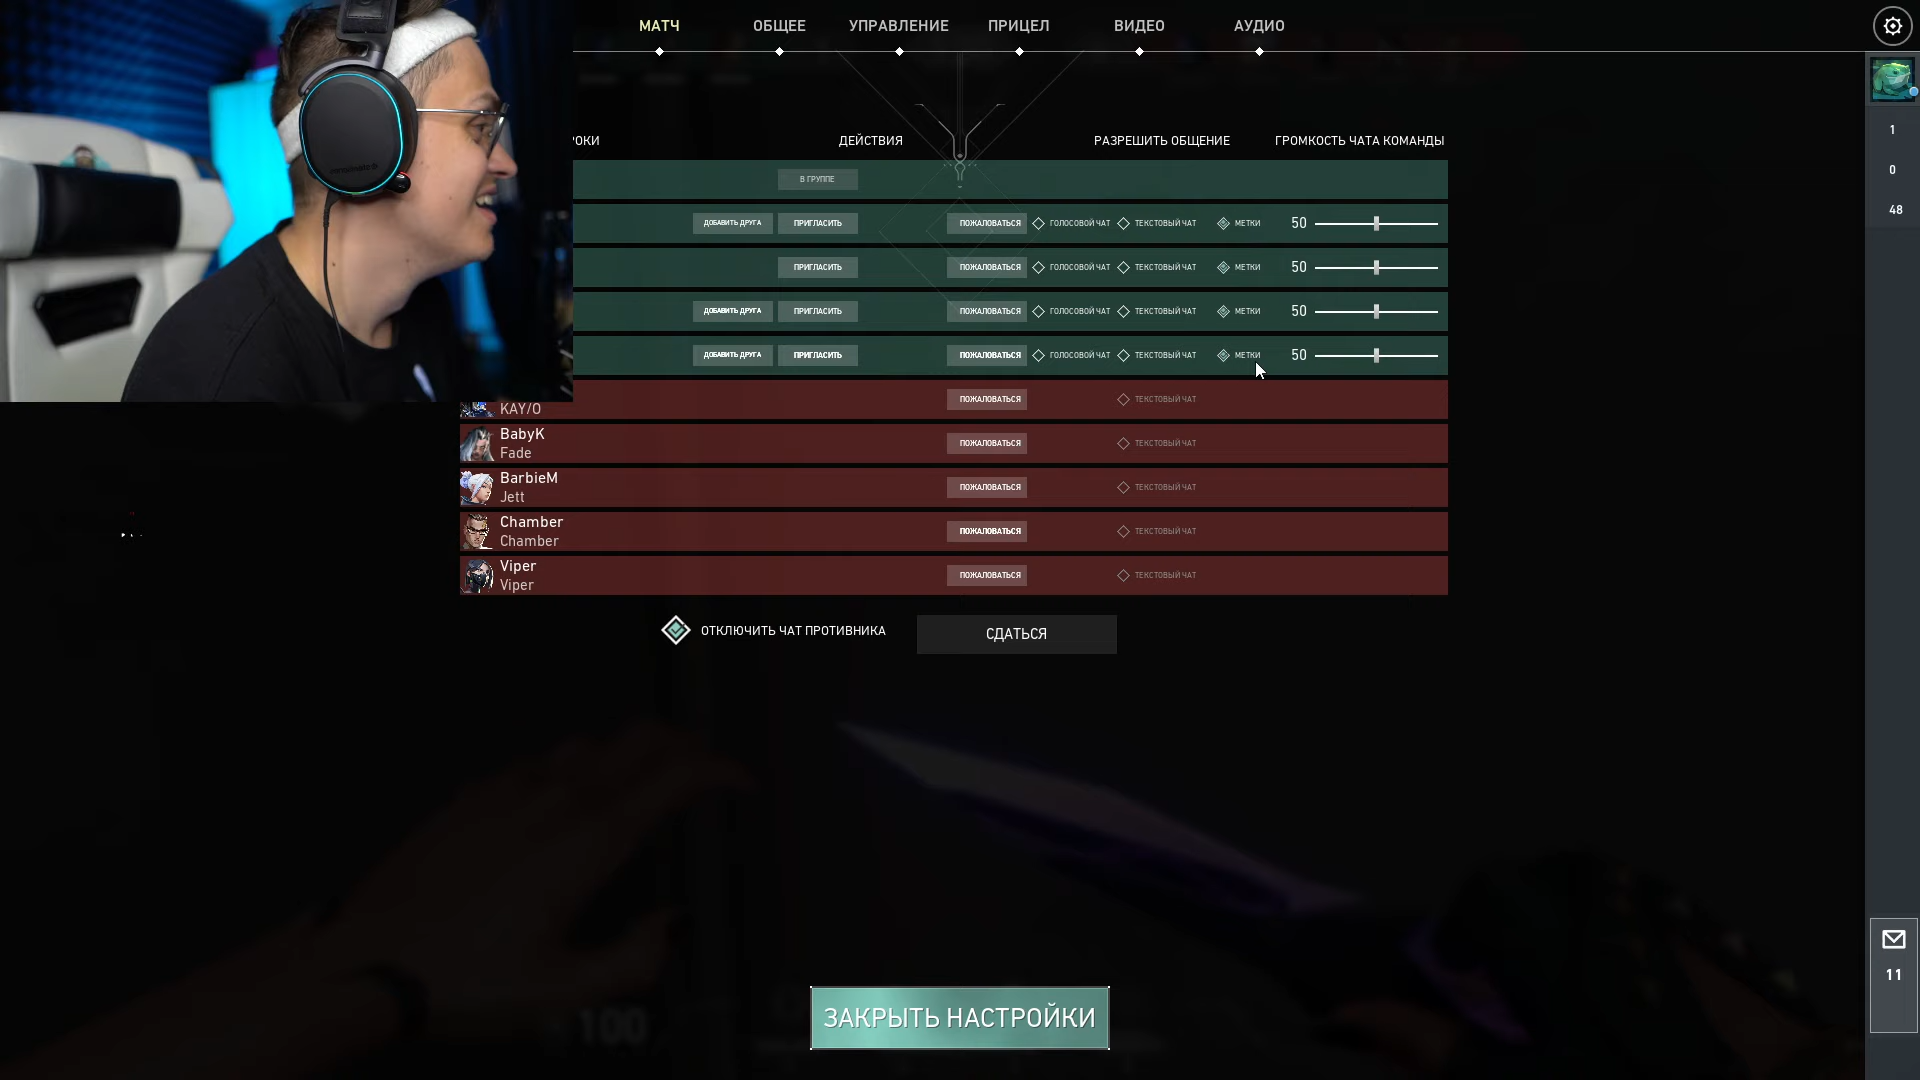 МАТЧ ОБЩЕЕ УПРАВЛЕНИЕ ПРИЦЕЛ ВИДЕО АУДИО
РОКИ ДЕЙСТВИЯ РАЗРЕШИТЬ ОБЩЕНИЕ ГРОМКОСТЬ ЧАТА КОМАНДЫ
1
В ГРУППЕ
0
48
ДОБАВИТЬ ДРУГА ПРИГЛАСИТЬ ПОЖАЛОВАТЬСЯ ГОЛОСОВОЙ ЧАТ ТЕКСТОВЫЙ ЧАТ МЕТКИ 50
ПРИГЛАСИТЬ ПОЖАЛОВАТЬСЯ ГОЛОСОВОЙ ЧАТ ТЕКСТОВЫЙ ЧАТ МЕТКИ 50
ДОБАВИТЬ ДРУГА ПРИГЛАСИТЬ ПОЖАЛОВАТЬСЯ ГОЛОСОВОЙ ЧАТ ТЕКСТОВЫЙ ЧАТ МЕТКИ 50
ДОБАВИТЬ ДРУГА ПРИГЛАСИТЬ ПОЖАЛОВАТЬСЯ ГОЛОСОВОЙ ЧАТ ТЕКСТОВЫЙ ЧАТ МЕТКИ 50
ПОЖАЛОВАТЬСЯ ТЕКСТОВЫЙ ЧАТ
KAY/O
BabyK
ПОЖАЛОВАТЬСЯ ТЕКСТОВЫЙ ЧАТ
Fade
BarbieM
ПОЖАЛОВАТЬСЯ ТЕКСТОВЫЙ ЧАТ
Jett
Chamber
ПОЖАЛОВАТЬСЯ ТЕКСТОВЫЙ ЧАТ
Chamber
Viper
ПОЖАЛОВАТЬСЯ ТЕКСТОВЫЙ ЧАТ
Viper
ОТКЛЮЧИТЬ ЧАТ ПРОТИВНИКА СДАТЬСЯ
11
ЗАКРЫТЬ НАСТРОЙКИ
100